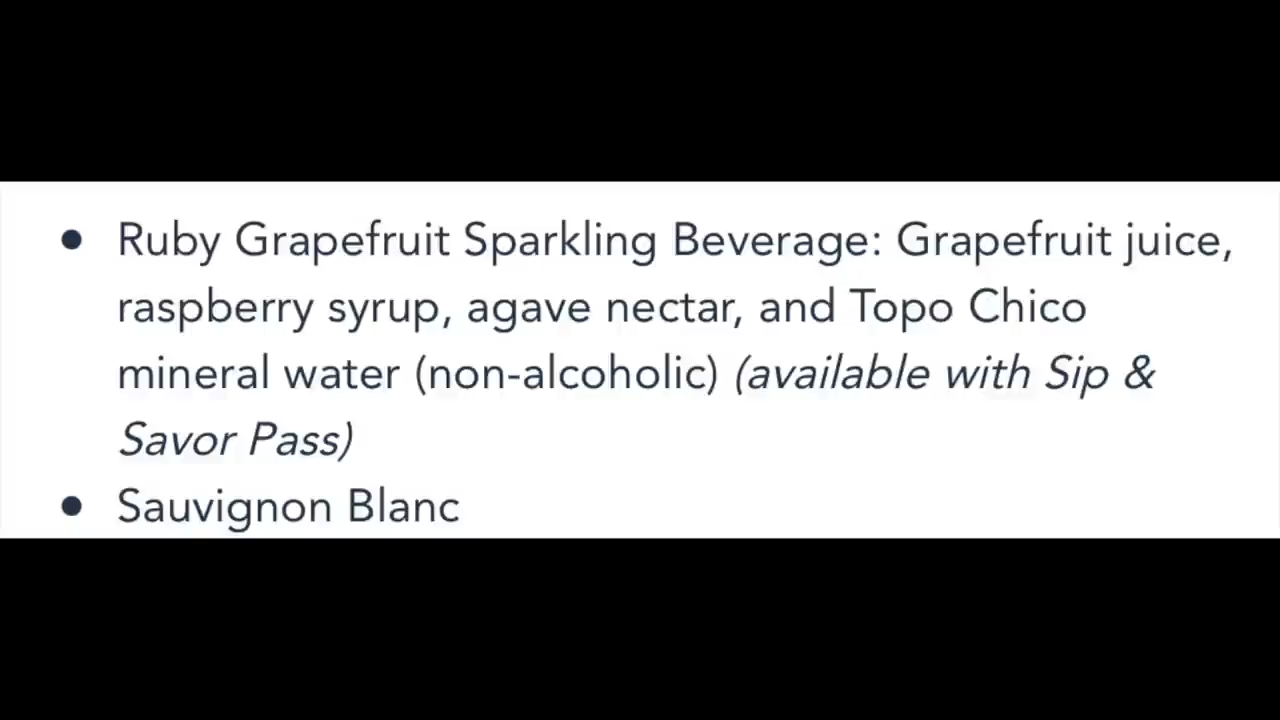 • Ruby Grapefruit Sparkling Beverage: Grapefruit juice,
raspberry syrup, agave nectar, and Topo Chico
mineral water (non-alcoholic) (available with Sip &
Savor Pass)
• Sauvignon Blanc